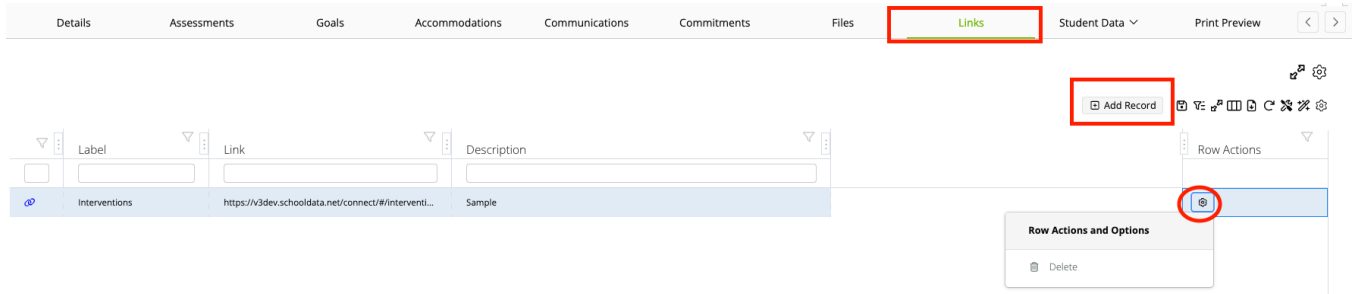 Details Assessments Goals Accommodations Communications Commitments Files Links Student Data Print Preview
Add Record
Label Link Description Row Actions
Interventions https://v3dev.schooldata.net/connect/#/interventi... Sample
Row Actions and Options
Delete